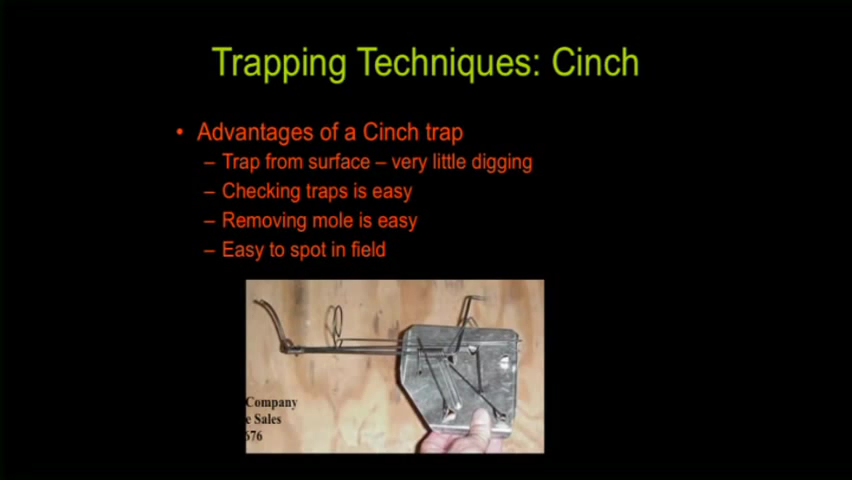 Trapping Techniques: Cinch
• Advantages of a Cinch trap
– Trap from surface – very little digging
– Checking traps is easy
– Removing mole is easy
– Easy to spot in field
Company
e Sales
676